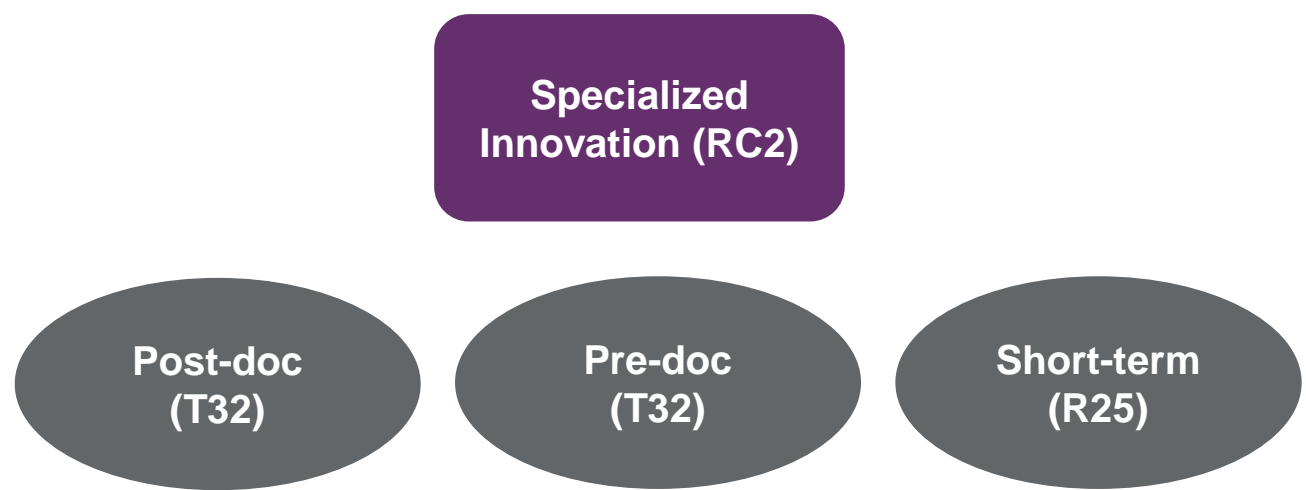 Specialized
Innovation (RC2)
Post-doc
(T32)
Pre-doc
(T32)
Short-term
(R25)